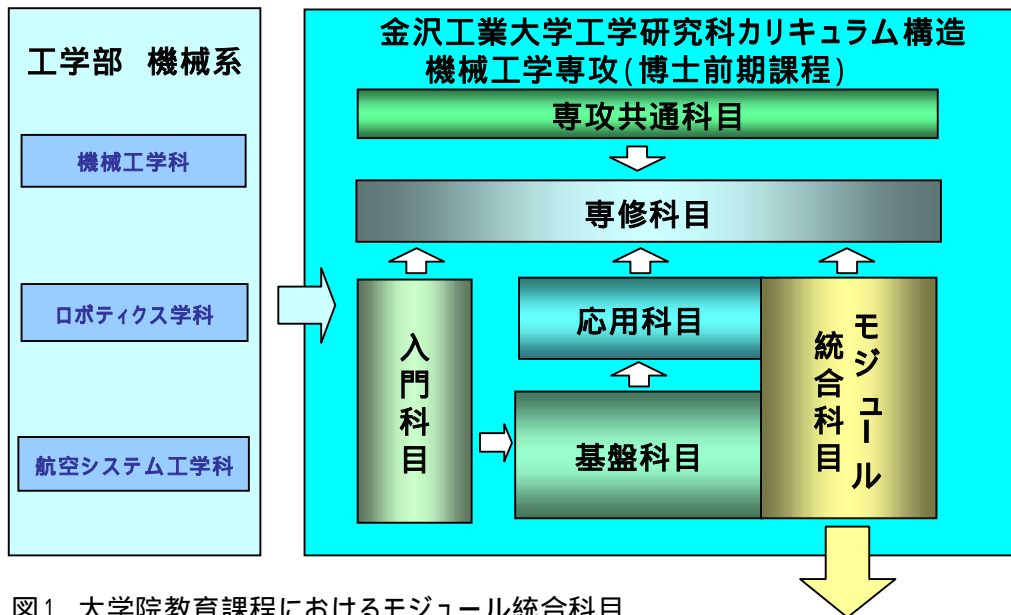 工学部 機械系
機械工学科
ロボティクス学科
航空システム工学科
金沢工業大学工学研究科カリキュラム構造
機械工学専攻(博士前期課程)
専攻共通科目
専修科目
入門科目
応用科目
基盤科目
モジュール
統合科目
図1 大学院教育課程におけるモジュール統合科目